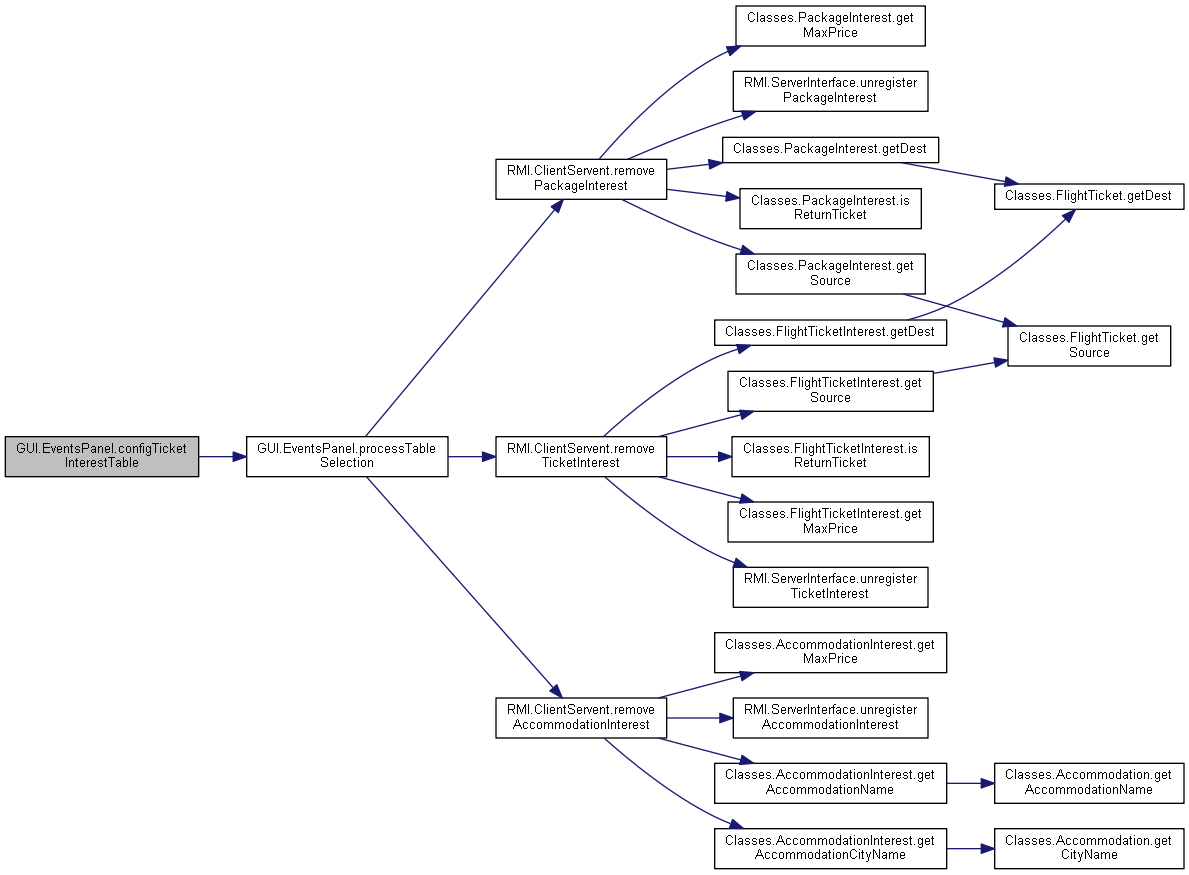 GUI.EventsPanel.configTicket
InterestTable
GUI.EventsPanel.processTable
Selection
RMI.ClientServent.remove
PackageInterest
Classes.PackageInterest.get
MaxPrice
RMI.ServerInterface.unregister
PackageInterest
Classes.PackageInterest.getDest
Classes.PackageInterest.is
ReturnTicket
Classes.PackageInterest.get
Source
Classes.FlightTicket.getDest
Classes.FlightTicket.get
Source
RMI.ClientServent.remove
TicketInterest
Classes.FlightTicketInterest.getDest
Classes.FlightTicketInterest.get
Source
Classes.FlightTicketInterest.is
ReturnTicket
Classes.FlightTicketInterest.get
MaxPrice
RMI.ServerInterface.unregister
TicketInterest
RMI.ClientServent.remove
AccommodationInterest
Classes.AccommodationInterest.get
MaxPrice
RMI.ServerInterface.unregister
AccommodationInterest
Classes.AccommodationInterest.get
AccommodationName
Classes.Accommodation.get
AccommodationName
Classes.AccommodationInterest.get
AccommodationCityName
Classes.Accommodation.get
CityName